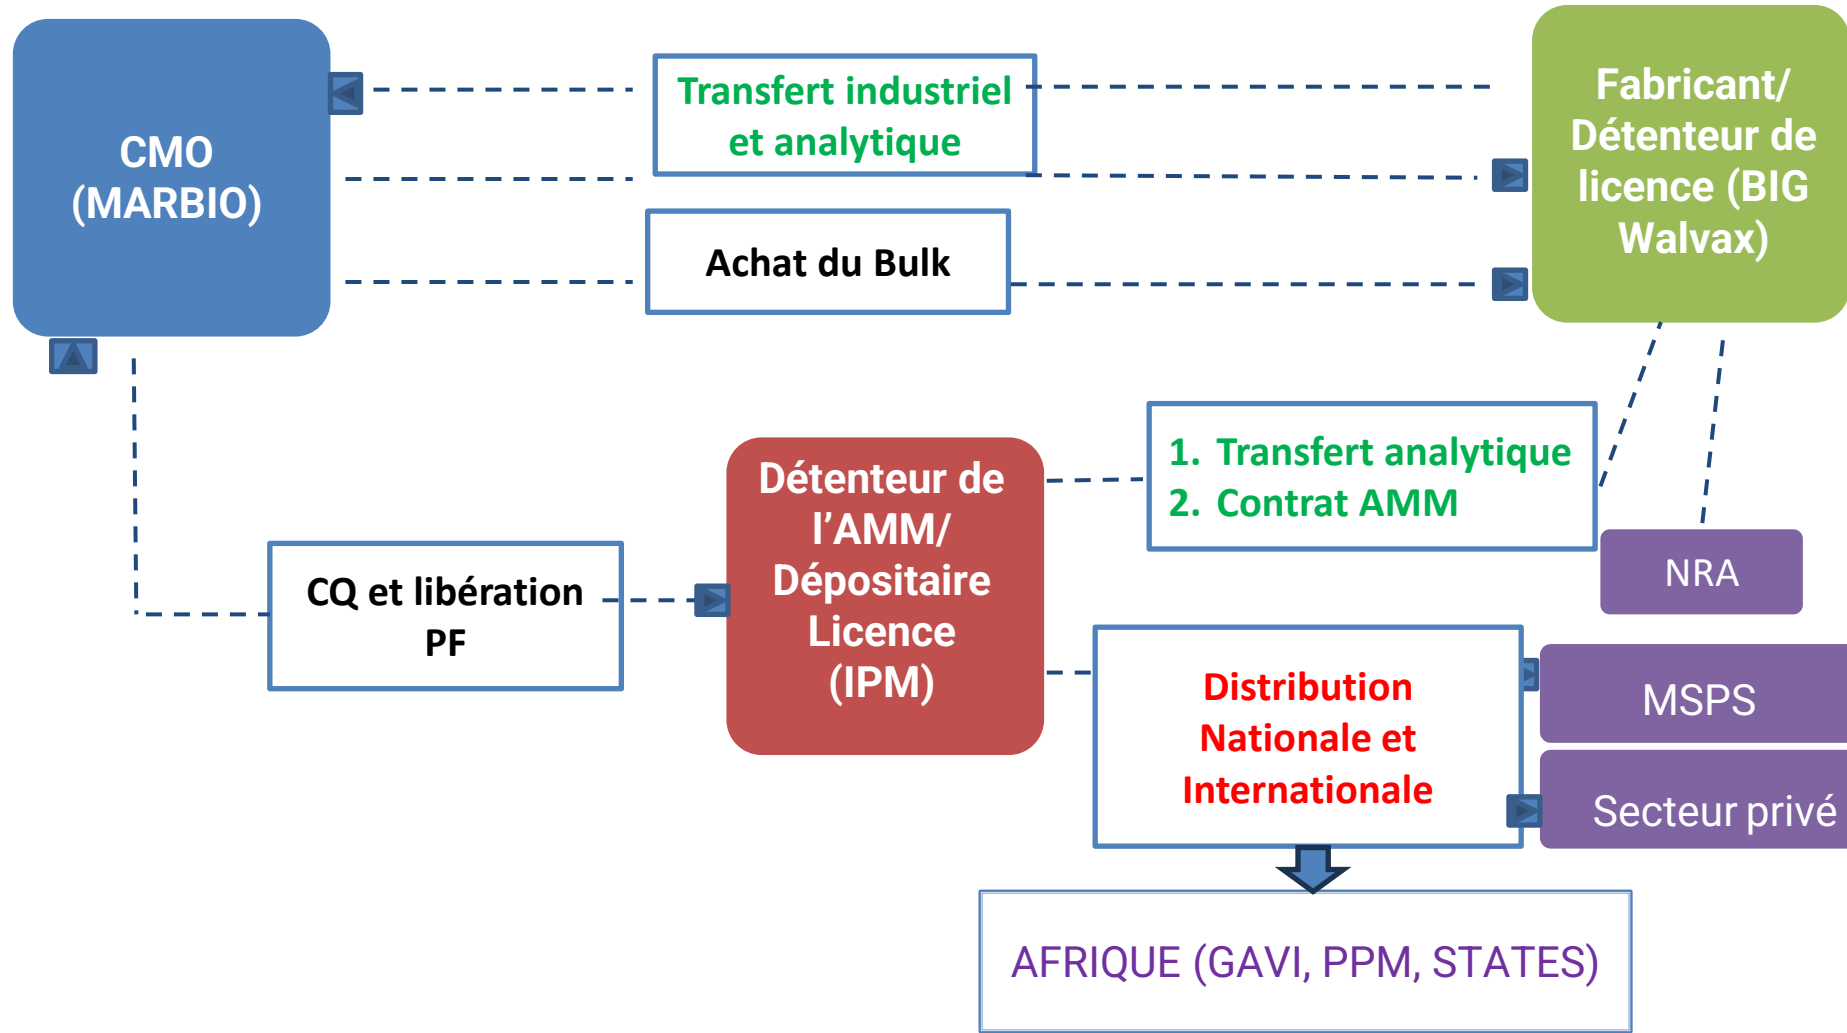 CMO
(MARBIO)
Transfert industriel
et analytique
Achat du Bulk
Fabricant/
Détenteur de
licence (BIG
Walvax)
CQ et libération
PF
Détenteur de
l’AMM/
Dépositaire
Licence
(IPM)
1. Transfert analytique
2. Contrat AMM
NRA
Distribution
Nationale et
Internationale
MSPS
Secteur privé
AFRIQUE (GAVI, PPM, STATES)